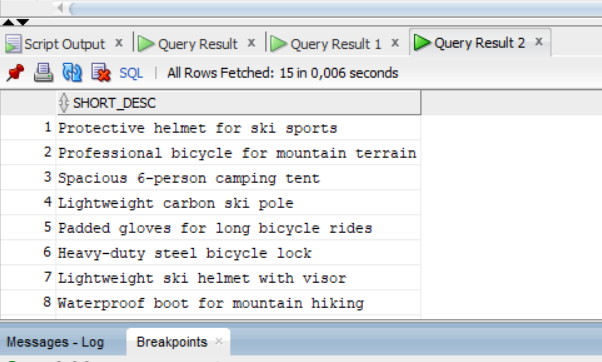 Script Output x Query Result x Query Result 1 x Query Result 2 x
SQL | All Rows Fetched: 15 in 0,006 seconds
SHORT_DESC
1 Protective helmet for ski sports
2 Professional bicycle for mountain terrain
3 Spacious 6-person camping tent
4 Lightweight carbon ski pole
5 Padded gloves for long bicycle rides
6 Heavy-duty steel bicycle lock
7 Lightweight ski helmet with visor
8 Waterproof boot for mountain hiking
Messages - Log Breakpoints ×